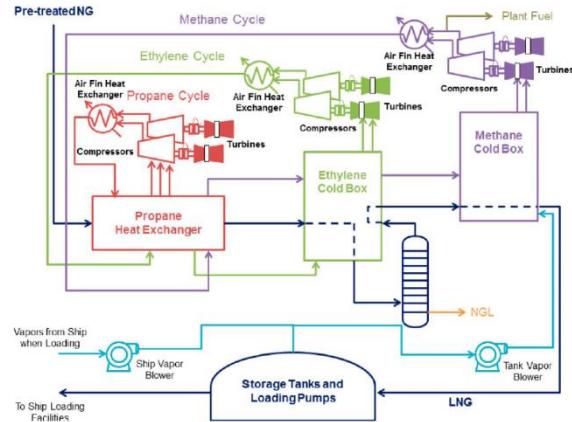 Pre-treated NG
Methane Cycle
Plant Fuel
Air Fin Heat
Exchanger
Turbines
Compressors
Ethylene Cycle
Air Fin Heat
Exchanger
Turbines
Compressors
Propane Cycle
Air Fin Heat
Exchanger
Turbines
Compressors
Methane
Cold Box
Ethylene
Cold Box
Propane
Heat Exchanger
NGL
Vapors from Ship
when Loading
Ship Vapor
Blower
Tank Vapor
Blower
Storage Tanks and
Loading Pumps
LNG
To Ship Loading
Facilities